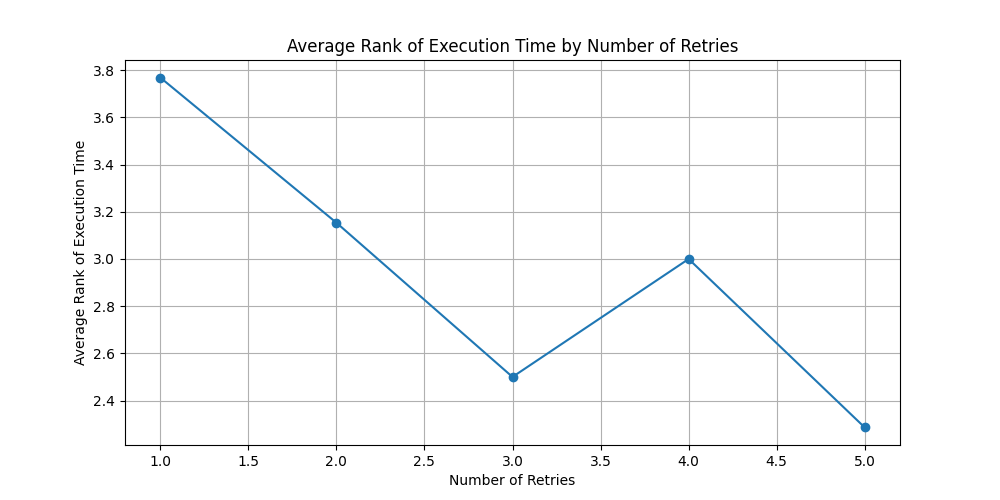 Average Rank of Execution Time by Number of Retries
Average Rank of Execution Time
3.8
3.6
3.4
3.2
3.0
2.8
2.6
2.4
1.0 1.5 2.0 2.5 3.0 3.5 4.0 4.5 5.0
Number of Retries